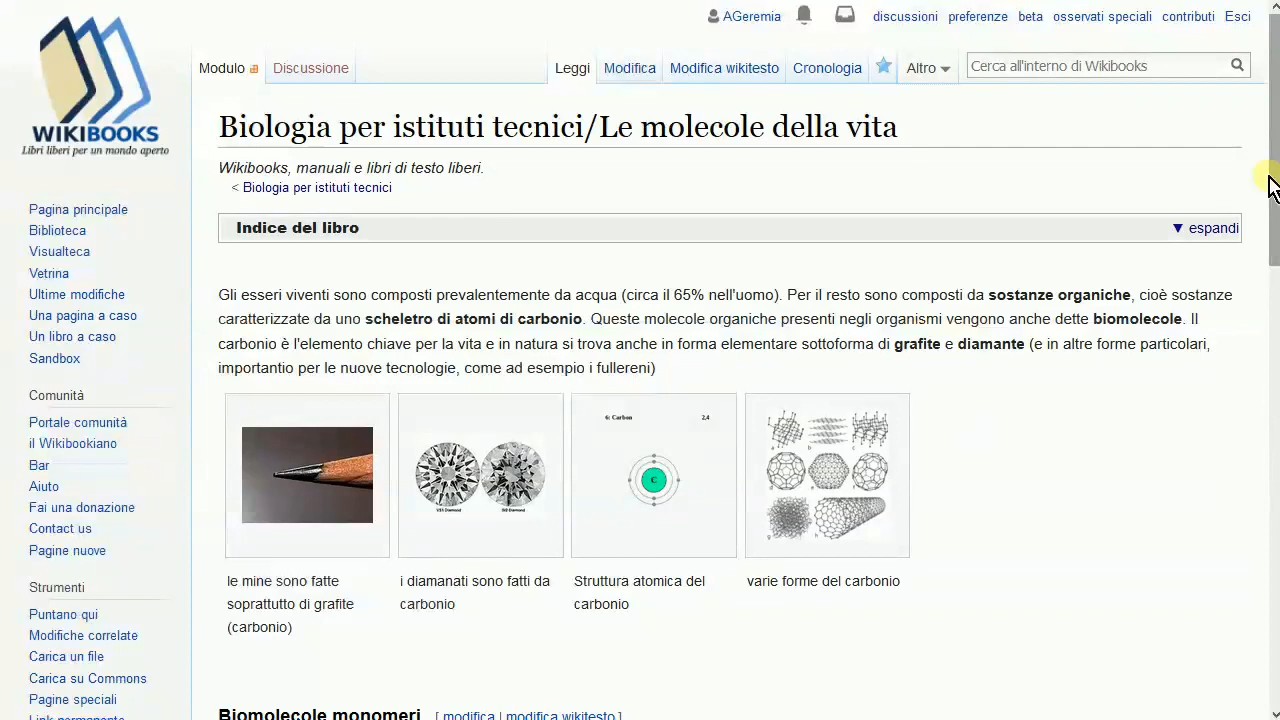 AGeremia discussioni preferenze beta osservati speciali contributi Esci
Modulo Discussione Leggi Modifica Modifica wikitesto Cronologia Altro Cerca all'interno di Wikibooks
WIKIBOOKS
Libri liberi per un mondo aperto
Biologia per istituti tecnici/Le molecole della vita
Wikibooks, manuali e libri di testo liberi.
< Biologia per istituti tecnici
Indice del libro ▼ espandi
Pagina principale
Biblioteca
Visualteca
Vetrina
Ultime modifiche
Una pagina a caso
Un libro a caso
Sandbox
Comunità
Portale comunità
il Wikibookiano
Bar
Aiuto
Fai una donazione
Contact us
Pagine nuove
Strumenti
Puntano qui
Modifiche correlate
Carica un file
Carica su Commons
Pagine speciali
Link permanente
Gli esseri viventi sono composti prevalentemente da acqua (circa il 65% nell'uomo). Per il resto sono composti da sostanze organiche, cioè sostanze
caratterizzate da uno scheletro di atomi di carbonio. Queste molecole organiche presenti negli organismi vengono anche dette biomolecole. Il
carbonio è l'elemento chiave per la vita e in natura si trova anche in forma elementare sottoforma di grafite e diamante (e in altre forme particolari,
importantio per le nuove tecnologie, come ad esempio i fullereni)
6: Carbon 2,4
C
le mine sono fatte
soprattutto di grafite
(carbonio)
i diamanati sono fatti da
carbonio
Struttura atomica del
carbonio
varie forme del carbonio
Biomolecole monomeri [ modifica | modifica wikitesto ]